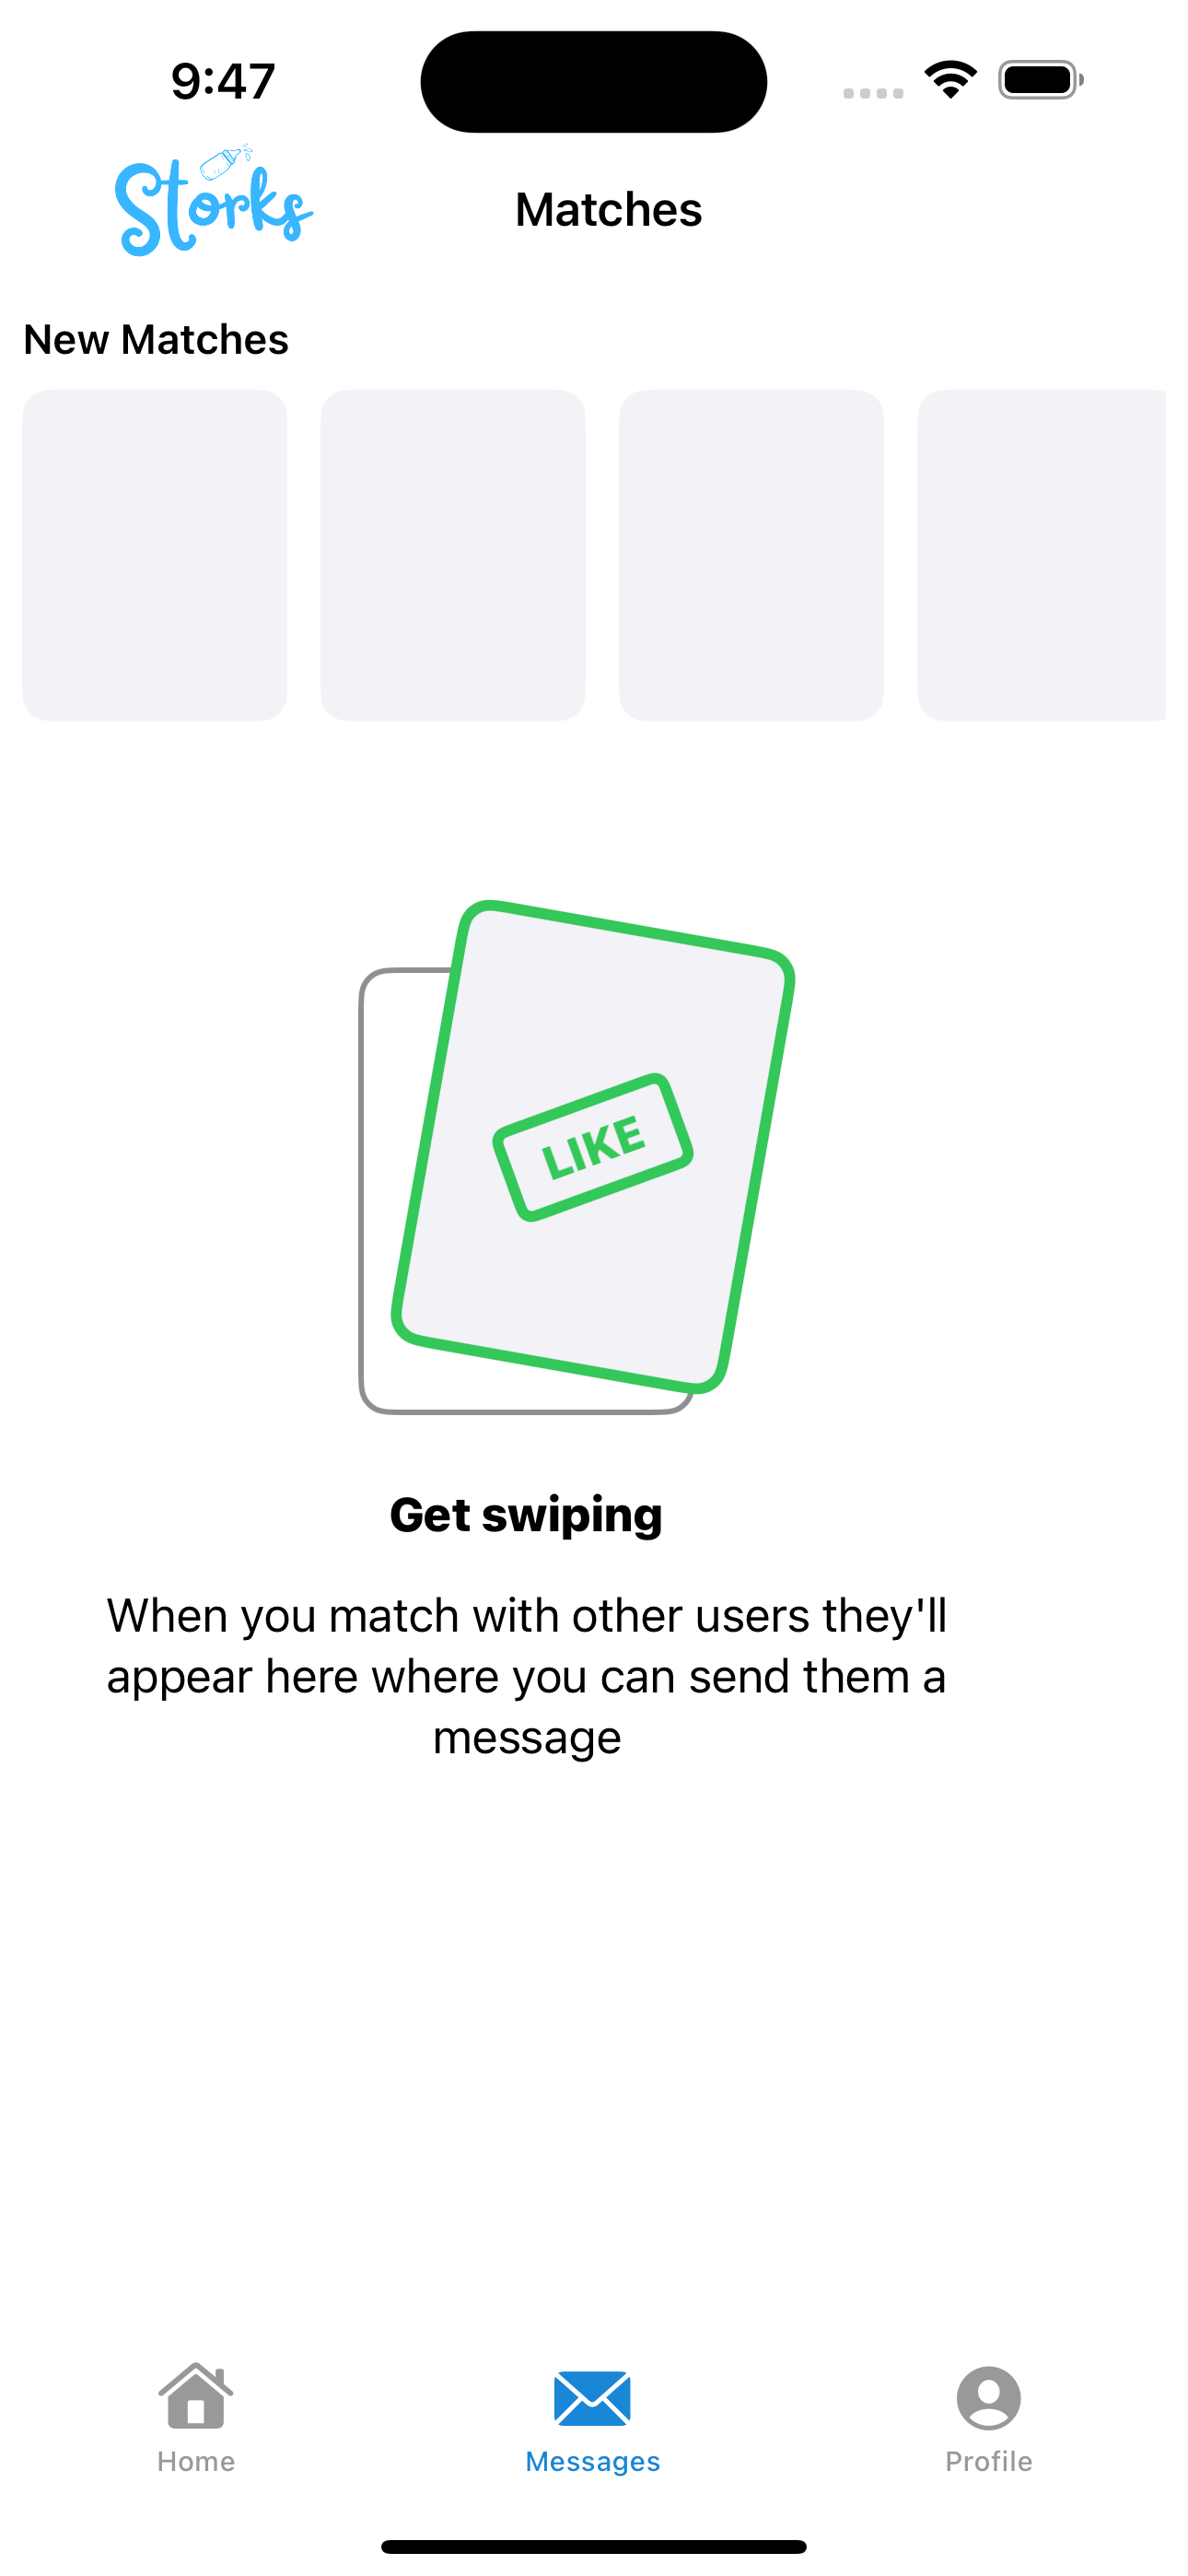 9:47
Storks
Matches
New Matches
LIKE
Get swiping
When you match with other users they'll
appear here where you can send them a
message
Home
Messages
Profile